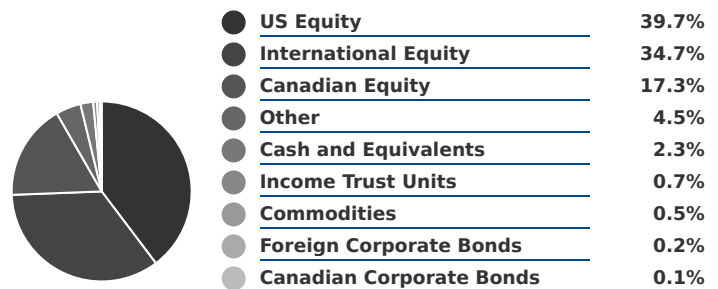 US Equity 39.7%
International Equity 34.7%
Canadian Equity 17.3%
Other 4.5%
Cash and Equivalents 2.3%
Income Trust Units 0.7%
Commodities 0.5%
Foreign Corporate Bonds 0.2%
Canadian Corporate Bonds 0.1%